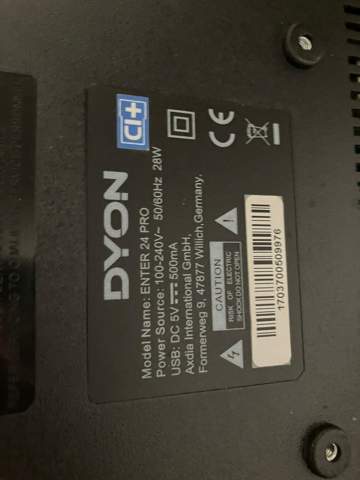 DYON
CI+
Model Name: ENTER 24 PRO
Power Source: 100-240V~ 50/60Hz 28W
USB: DC 5V 500mA
Axdia International GmbH,
Formerweg 9, 47877 Willich,Germany.
CE
CAUTION
RISK OF ELECTRIC
SHOCK DO NOT OPEN
1703700509976